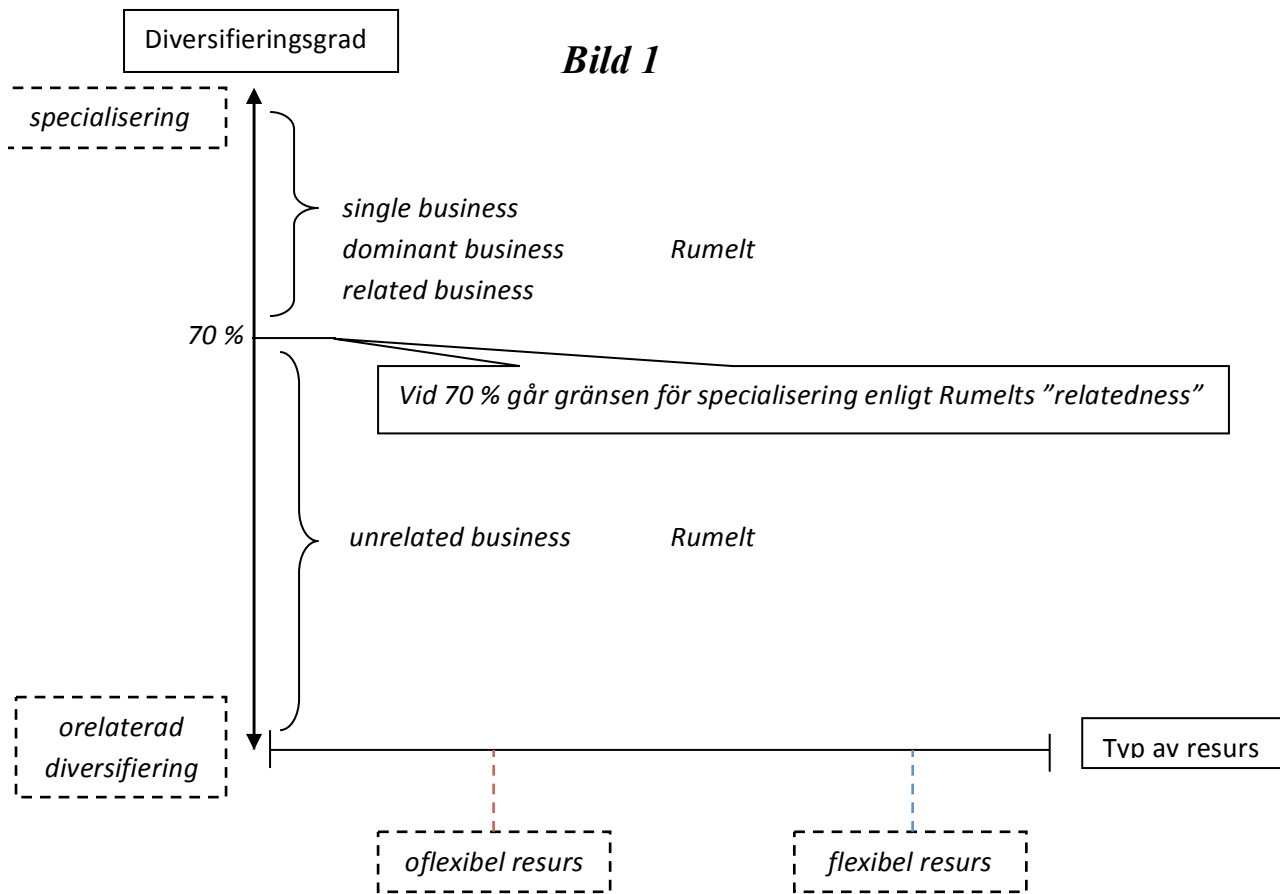 Diversifieringsgrad
Bild 1
specialisering
single business
dominant business Rumelt
related business
70 %
Vid 70 % går gränsen för specialisering enligt Rumelts ”relatedness”
unrelated business Rumelt
orelaterad
diversifiering
Typ av resurs
oflexibel resurs
flexibel resurs